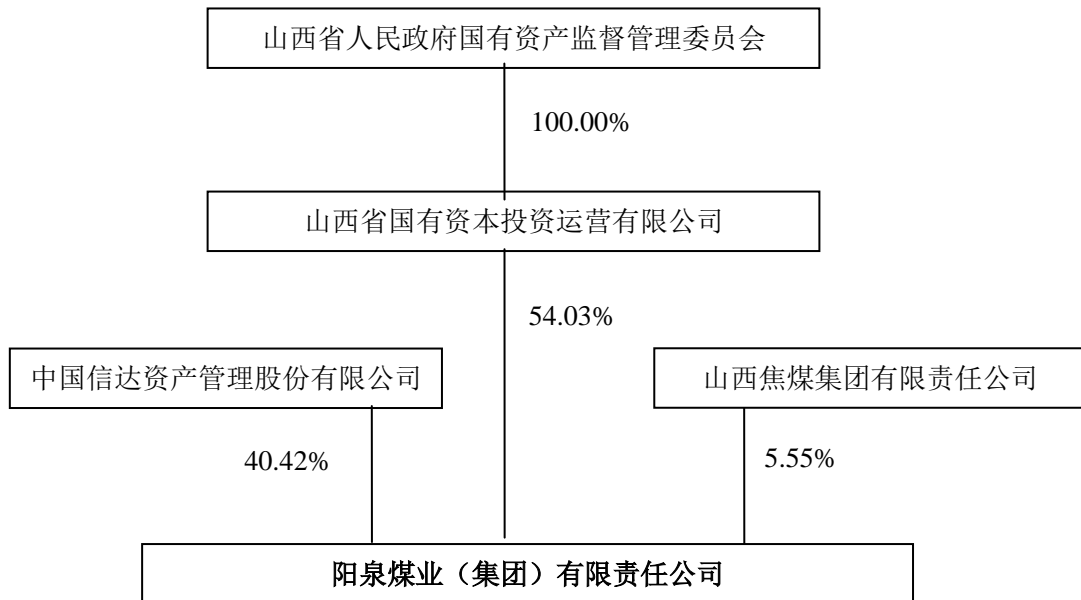 山西省人民政府国有资产监督管理委员会
100.00%
山西省国有资本投资运营有限公司
54.03%
中国信达资产管理股份有限公司
山西焦煤集团有限责任公司
40.42%
5.55%
阳泉煤业（集团）有限责任公司